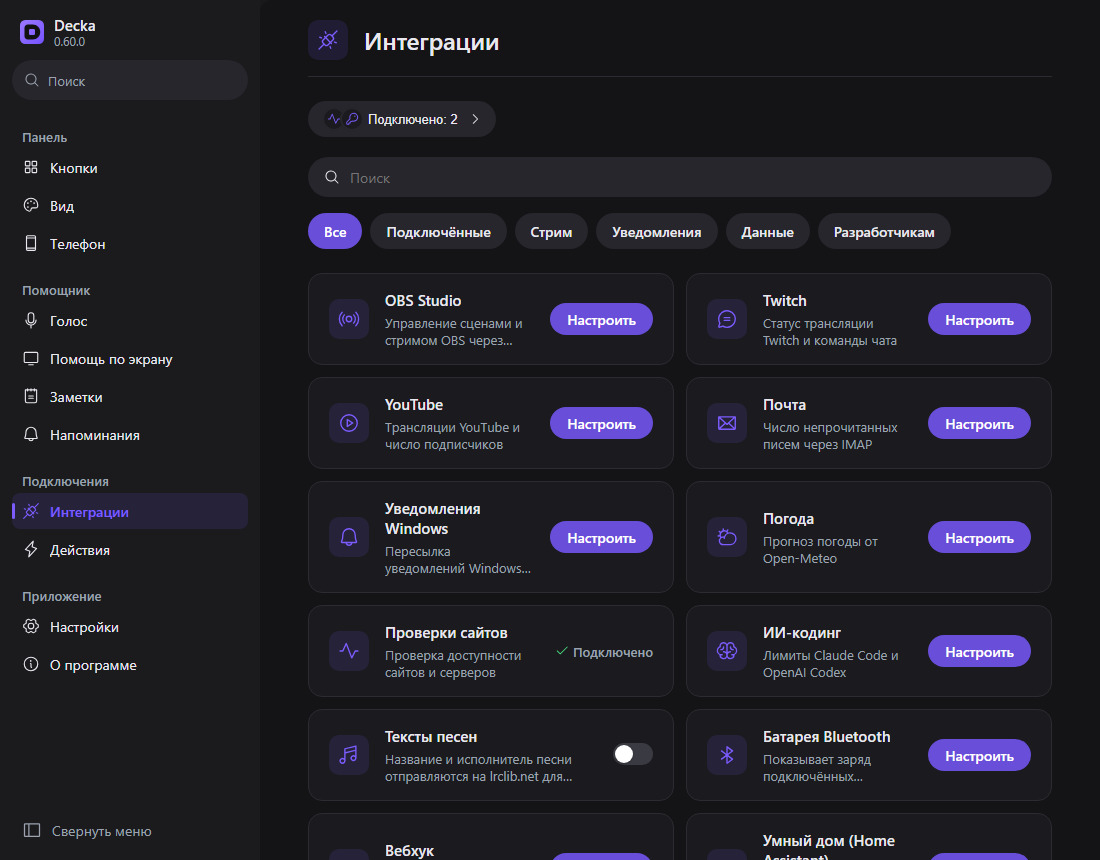 Decka
0.60.0
Поиск
Панель
Кнопки
Вид
Телефон
Помощник
Голос
Помощь по экрану
Заметки
Напоминания
Подключения
Интеграции
Действия
Приложение
Настройки
О программе
Свернуть меню
Интеграции
Подключено: 2
Поиск
Все
Подключённые
Стрим
Уведомления
Данные
Разработчикам
OBS Studio
Управление сценами и
стримом OBS через...
Настроить
Twitch
Статус трансляции
Twitch и команды чата
Настроить
YouTube
Трансляции YouTube и
число подписчиков
Настроить
Почта
Число непрочитанных
писем через IMAP
Настроить
Уведомления
Windows
Пересылка
уведомлений Windows...
Настроить
Погода
Прогноз погоды от
Open-Meteo
Настроить
Проверки сайтов
Проверка доступности
сайтов и серверов
Подключено
ИИ-кодинг
Лимиты Claude Code и
OpenAI Codex
Настроить
Тексты песен
Название и исполнитель песни
отправляются на lrclib.net для...
Батарея Bluetooth
Показывает заряд
подключённых...
Настроить
Вебхук
Умный дом (Home
Assistant)